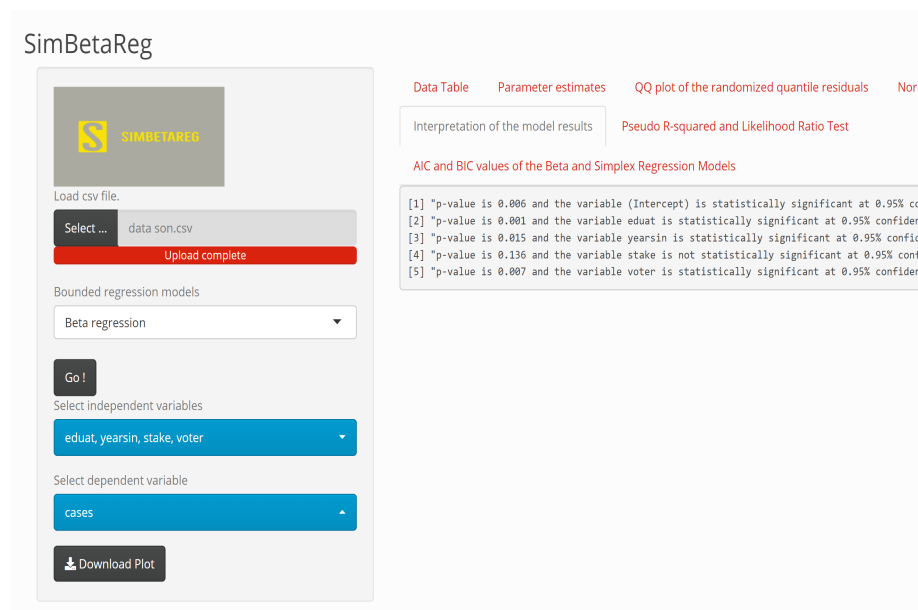 SimBetaReg
S SIMBETAREG
Load csv file.
Select ... data son.csv
Upload complete
Bounded regression models
Beta regression
Go !
Select independent variables
eduat, yearsin, stake, voter
Select dependent variable
cases
Download Plot
Data Table Parameter estimates QQ plot of the randomized quantile residuals Nor
Interpretation of the model results Pseudo R-squared and Likelihood Ratio Test
AIC and BIC values of the Beta and Simplex Regression Models
[1] "p-value is 0.006 and the variable (Intercept) is statistically significant at 0.95% co
[2] "p-value is 0.001 and the variable eduat is statistically significant at 0.95% confiden
[3] "p-value is 0.015 and the variable yearsin is statistically significant at 0.95% confid
[4] "p-value is 0.136 and the variable stake is not statistically significant at 0.95% conf
[5] "p-value is 0.007 and the variable voter is statistically significant at 0.95% confiden